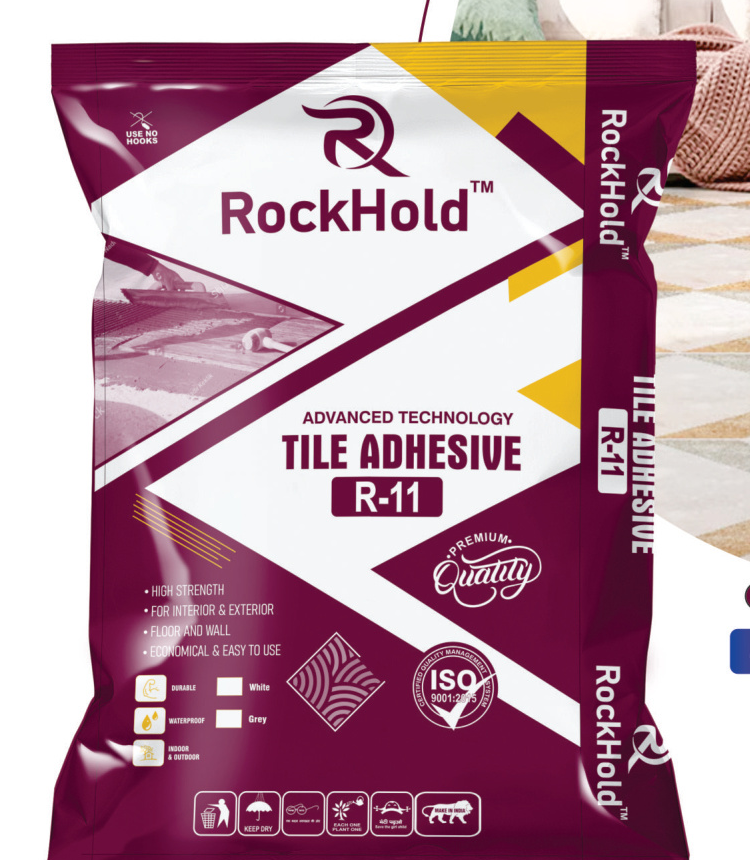 USE NO
HOOKS
RockHold™
ADVANCED TECHNOLOGY
TILE ADHESIVE
R-11
• PREMIUM •
Quality
• HIGH STRENGTH
• FOR INTERIOR & EXTERIOR
• FLOOR AND WALL
• ECONOMICAL & EASY TO USE
DURABLE
White
WATERPROOF
Grey
INDOOR
& OUTDOOR
CERTIFIED QUALITY MANAGEMENT SYSTEM
ISO
9001:2015
KEEP DRY
EACH ONE
PLANT ONE
MAKE IN INDIA
RockHold™
TILE ADHESIVE
R-11
RockHold™